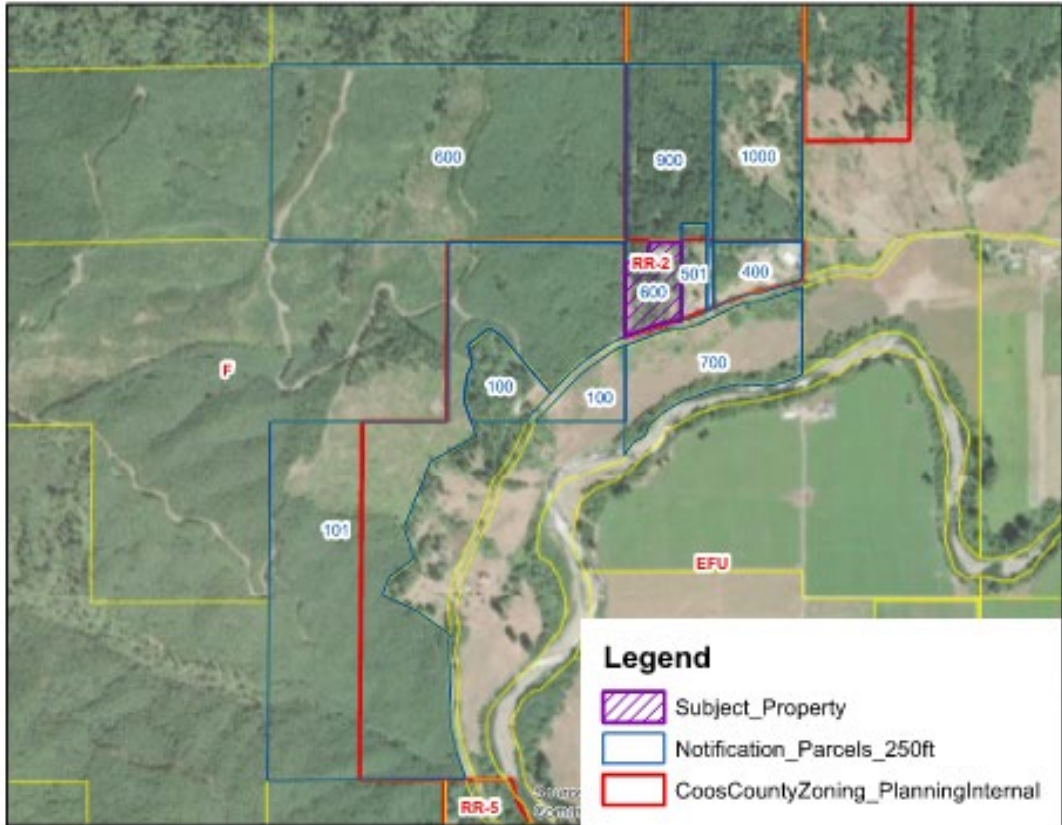 600
900
1000
RR-2
501
400
600
F
700
100
100
101
EFU
Legend
Subject_Property
Notification_Parcels_250ft
CoosCountyZoning_PlanningInternal
RR-5